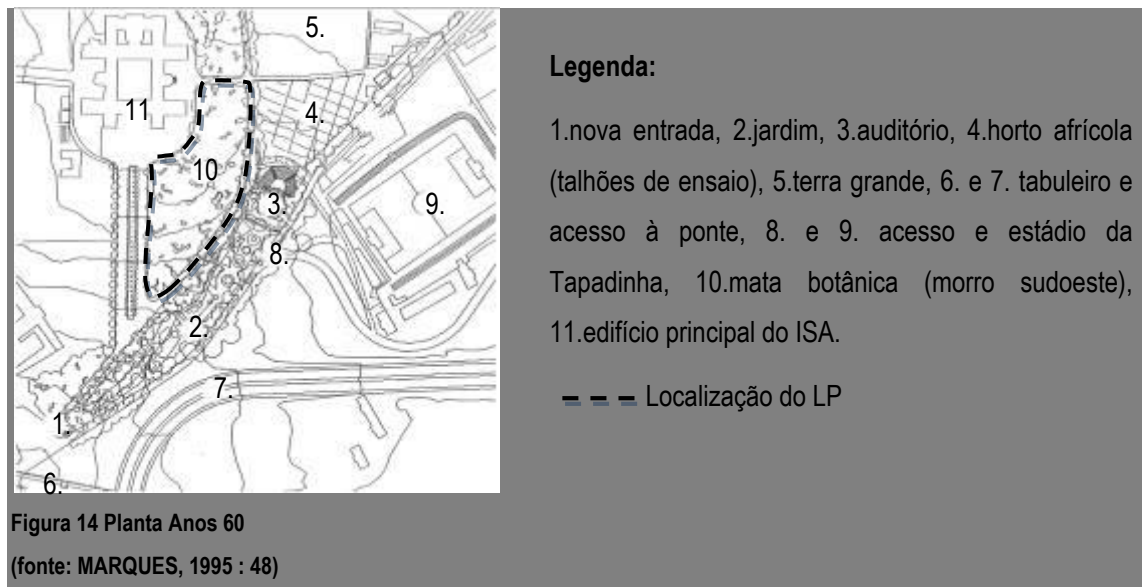 5.
11
4.
10
3.
9.
8.
2.
7.
1.
6.
Legenda:
1.nova entrada, 2.jardim, 3.auditório, 4.horto afrícola
(talhões de ensaio), 5.terra grande, 6. e 7. tabuleiro e
acesso à ponte, 8. e 9. acesso e estádio da
Tapadinha, 10.mata botânica (morro sudoeste),
11.edifício principal do ISA.
Localização do LP
Figura 14 Planta Anos 60
(fonte: MARQUES, 1995 : 48)